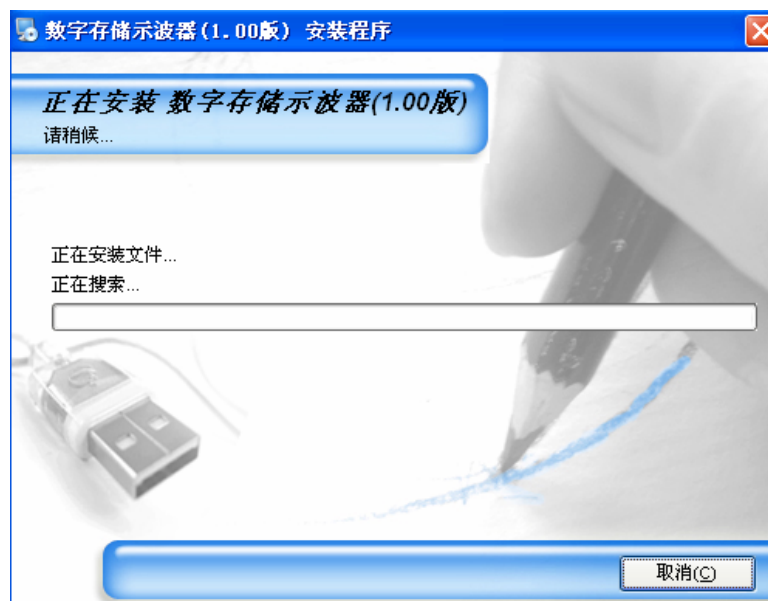 数字存储示波器(1.00版) 安装程序
正在安装 数字存储示波器(1.00版)
请稍候...
正在安装文件...
正在搜索...
取消(C)